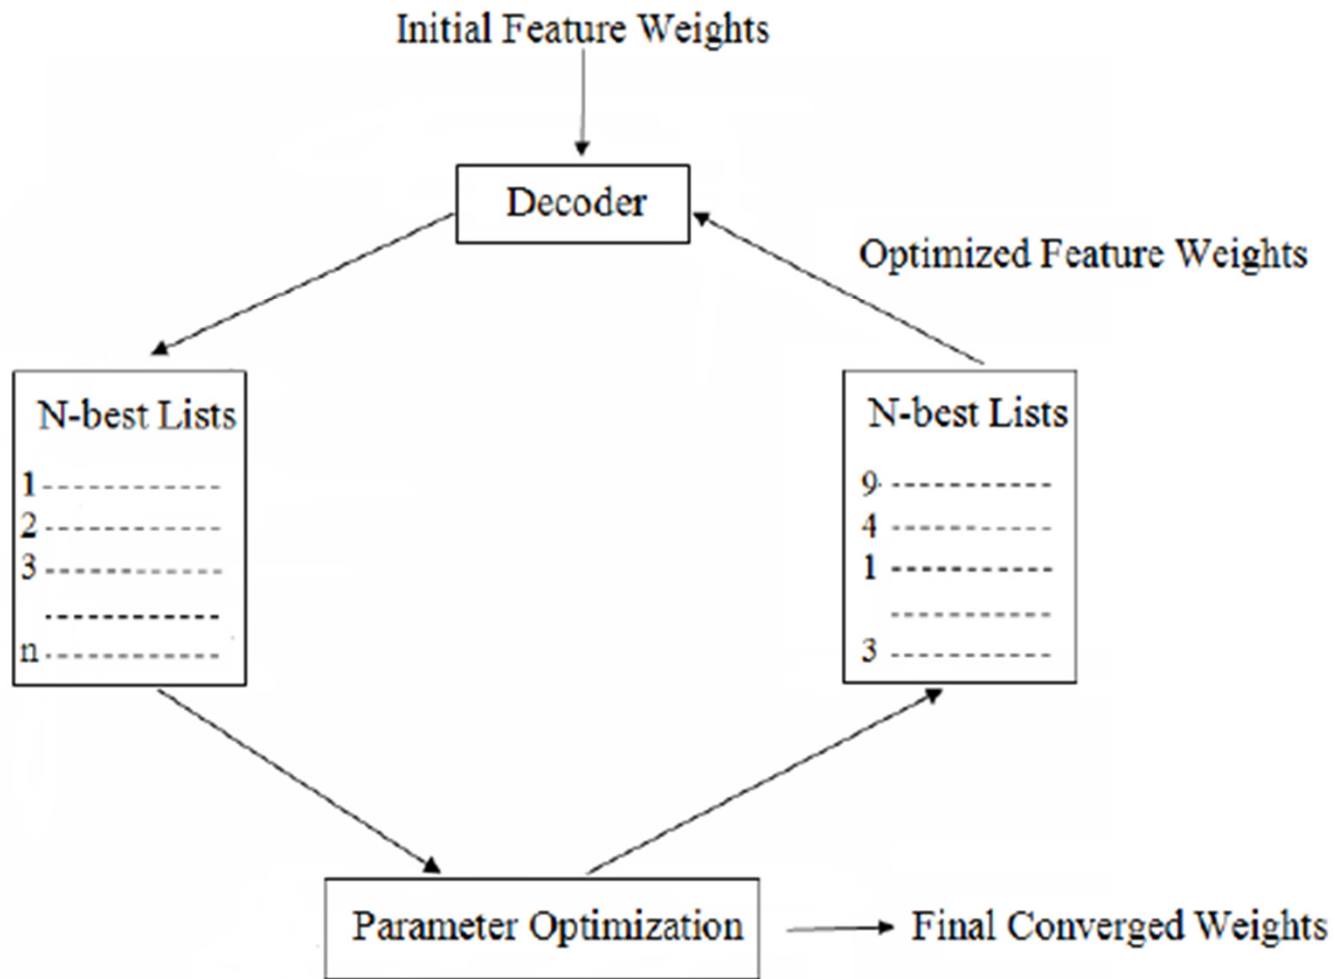 Initial Feature Weights
Decoder
Optimized Feature Weights
N-best Lists
1
2
3
n
N-best Lists
9
4
1
3
Parameter Optimization
Final Converged Weights